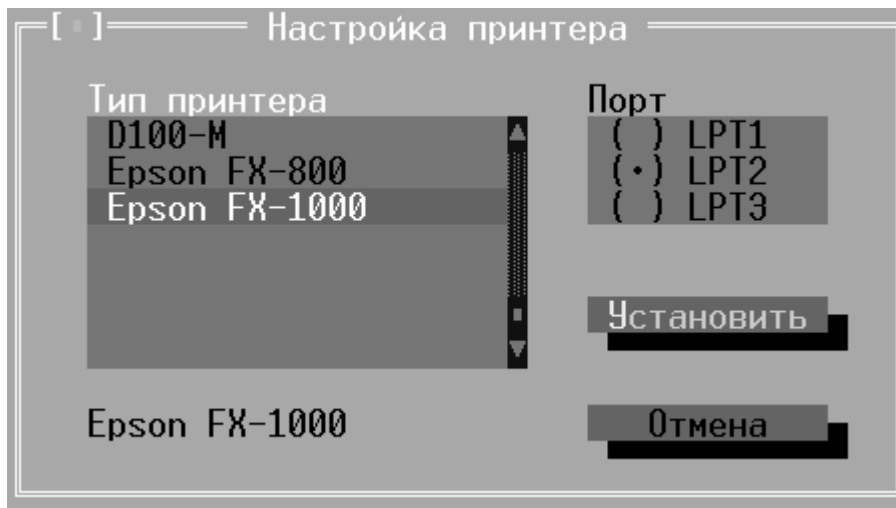 [▪] Настройка принтера
Тип принтера
D100-M
Epson FX-800
Epson FX-1000
Порт
( ) LPT1
(•) LPT2
( ) LPT3
Установить
Epson FX-1000
Отмена